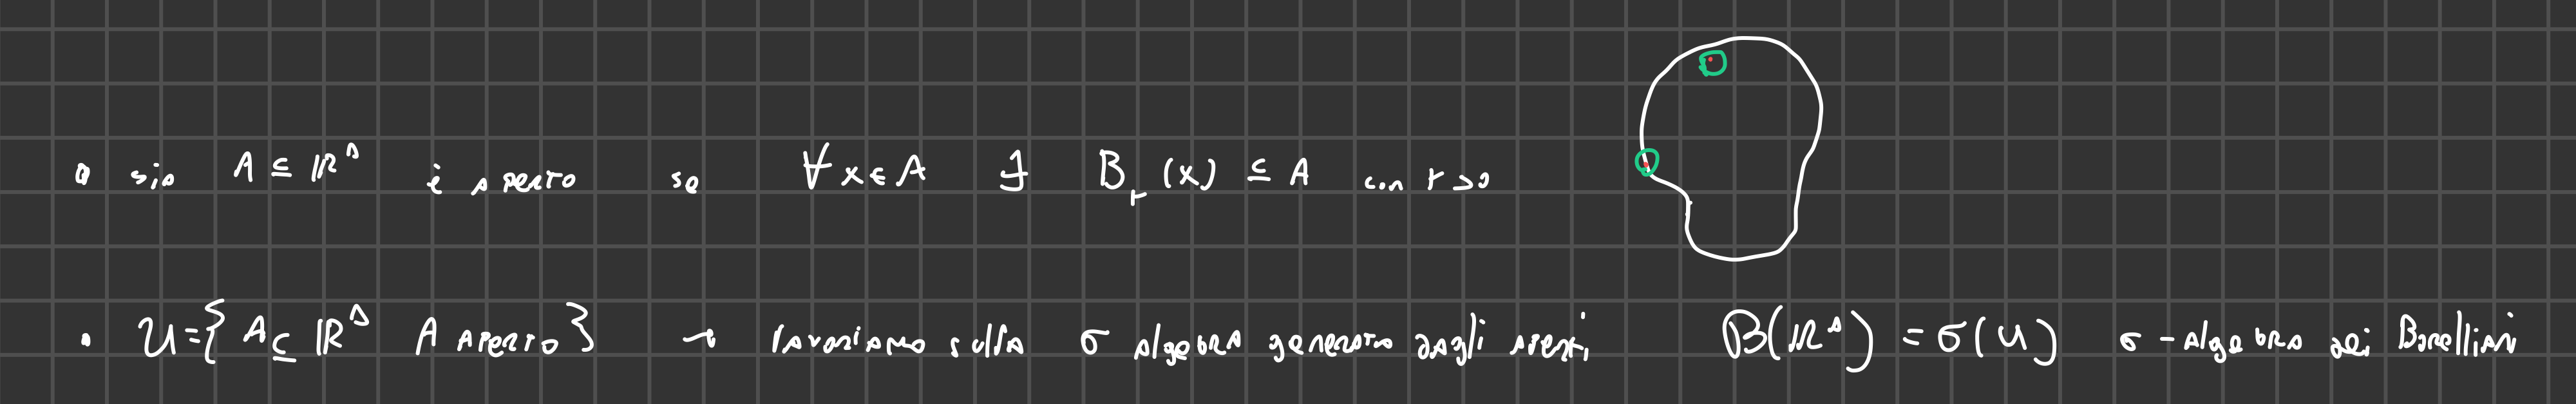 • sia A ⊆ ℝⁿ è aperto se ∀ x ∈ A ∃ Bᵣ(x) ⊆ A con r > 0
• U = { A ⊆ ℝⁿ A aperto } → lavoriamo sulla σ algebra generata dagli aperti B(ℝⁿ) = σ(U) σ-algebra dei Borelliani